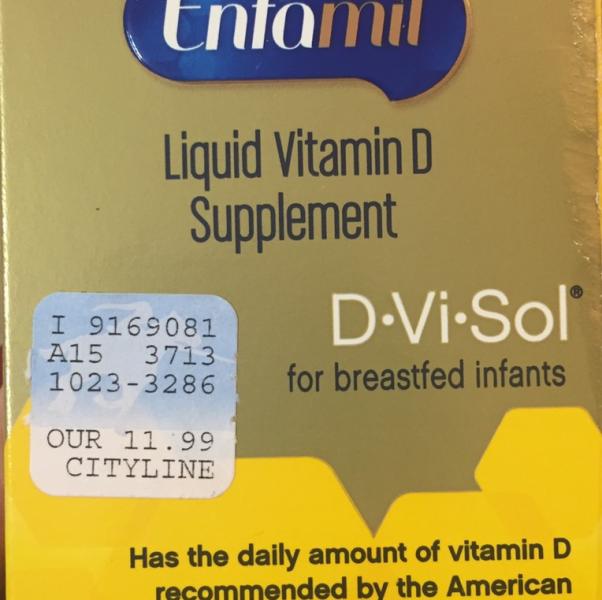 Enfamil
Liquid Vitamin D
Supplement
D•Vi•Sol®
for breastfed infants
I 9169081
A15 3713
1023-3286
OUR 11.99
CITYLINE
Has the daily amount of vitamin D
recommended by the American